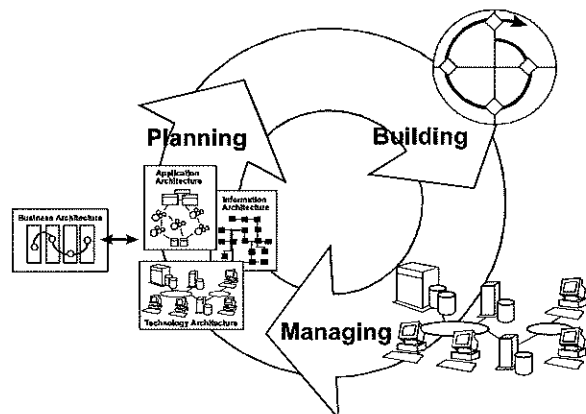 Planning
Building
Application
Architecture
Information
Architecture
Business Architecture
Technology Architecture
Managing